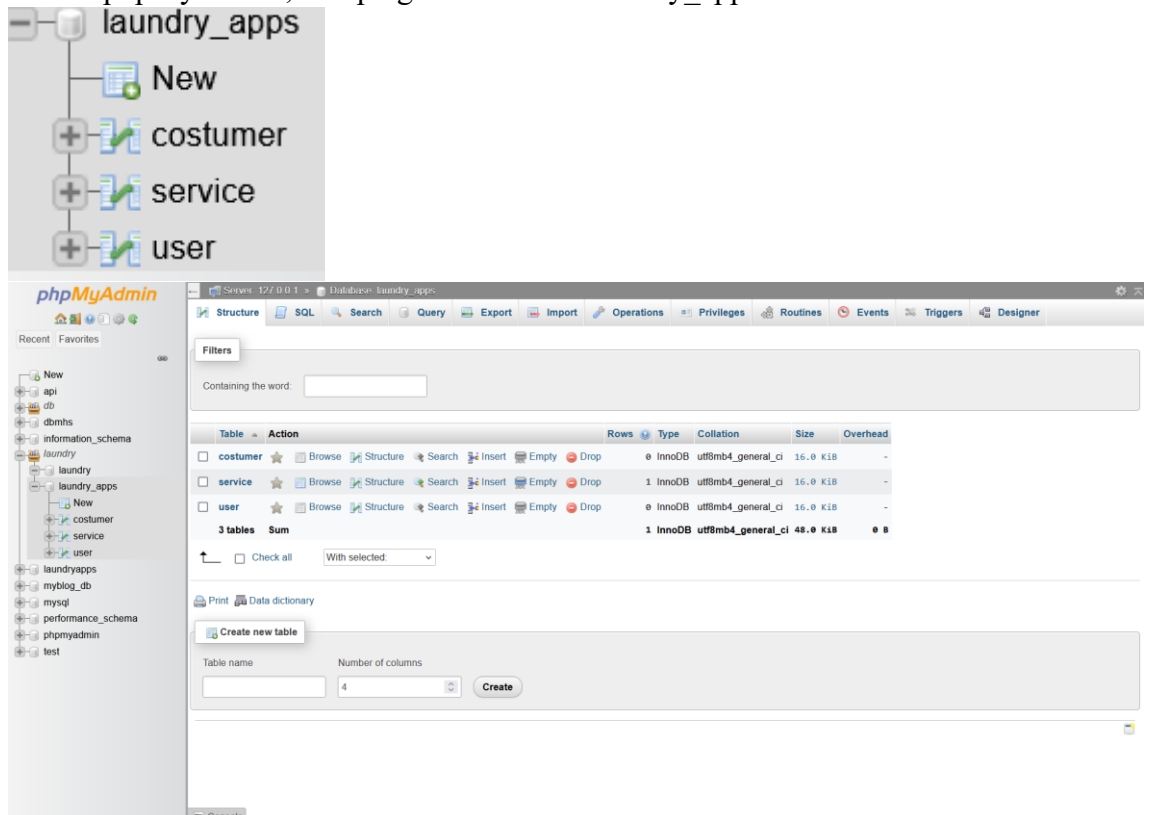 laundry_apps
New
costumer
service
user
phpMyAdmin
Recent Favorites
New
api
db
dbmhs
information_schema
laundry
laundry
laundry_apps
New
costumer
service
user
laundryapps
myblog_db
mysql
performance_schema
phpmyadmin
test
Server: 127.0.0.1 » Database: laundry_apps
Structure SQL Search Query Export Import Operations Privileges Routines Events Triggers Designer
Filters
Containing the word:
Table Action Rows Type Collation Size Overhead
costumer Browse Structure Search Insert Empty Drop 0 InnoDB utf8mb4_general_ci 16.0 KiB -
service Browse Structure Search Insert Empty Drop 1 InnoDB utf8mb4_general_ci 16.0 KiB -
user Browse Structure Search Insert Empty Drop 0 InnoDB utf8mb4_general_ci 16.0 KiB -
3 tables Sum 1 InnoDB utf8mb4_general_ci 48.0 KiB 0 B
Check all With selected:
Print Data dictionary
Create new table
Table name Number of columns
4 Create